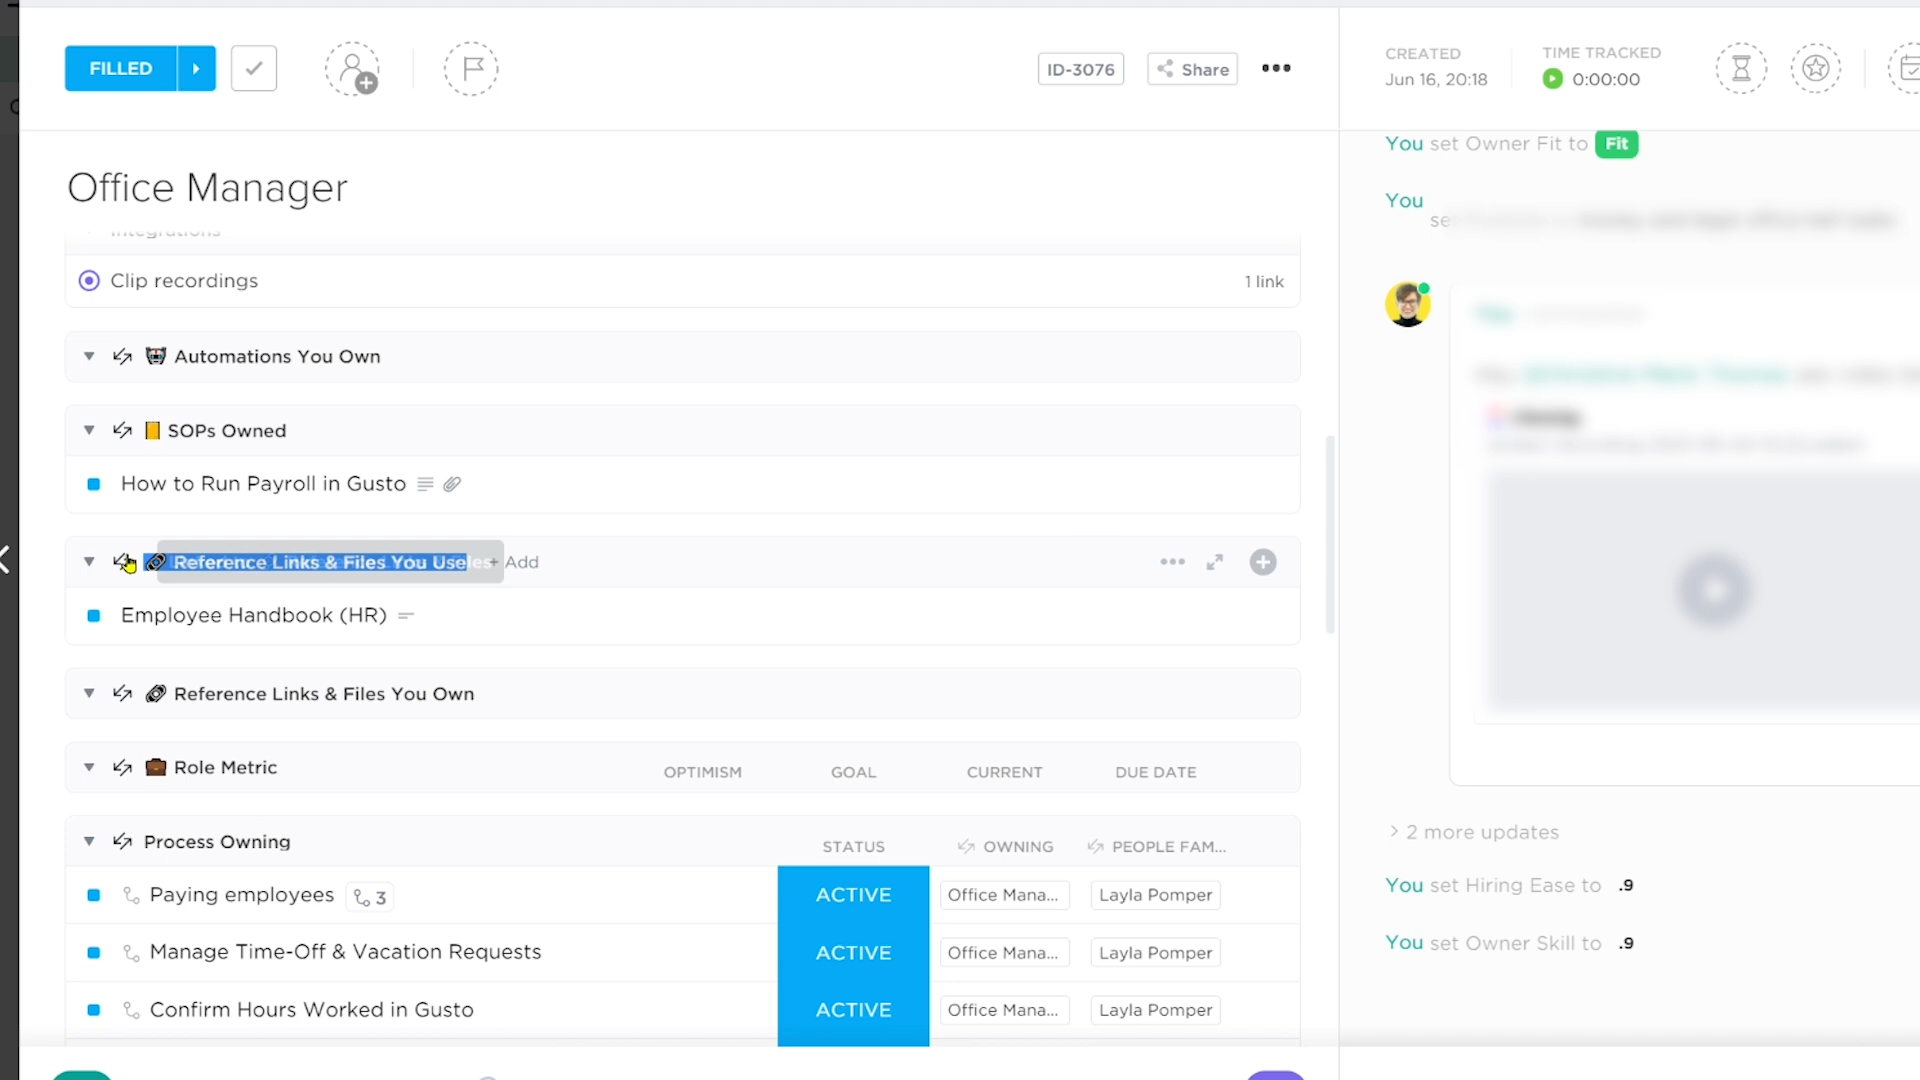 FILLED
ID-3076
Share
CREATED
Jun 16, 20:18
TIME TRACKED
0:00:00
Office Manager
Integrations
Clip recordings
1 link
Automations You Own
SOPs Owned
How to Run Payroll in Gusto
Reference Links & Files You Use
+ Add
Employee Handbook (HR)
Reference Links & Files You Own
Role Metric
OPTIMISM
GOAL
CURRENT
DUE DATE
Process Owning
STATUS
OWNING
PEOPLE FAM...
Paying employees
3
ACTIVE
Office Mana...
Layla Pomper
Manage Time-Off & Vacation Requests
ACTIVE
Office Mana...
Layla Pomper
Confirm Hours Worked in Gusto
ACTIVE
Office Mana...
Layla Pomper
You set Owner Fit to Fit
You
se
2 more updates
You set Hiring Ease to .9
You set Owner Skill to .9